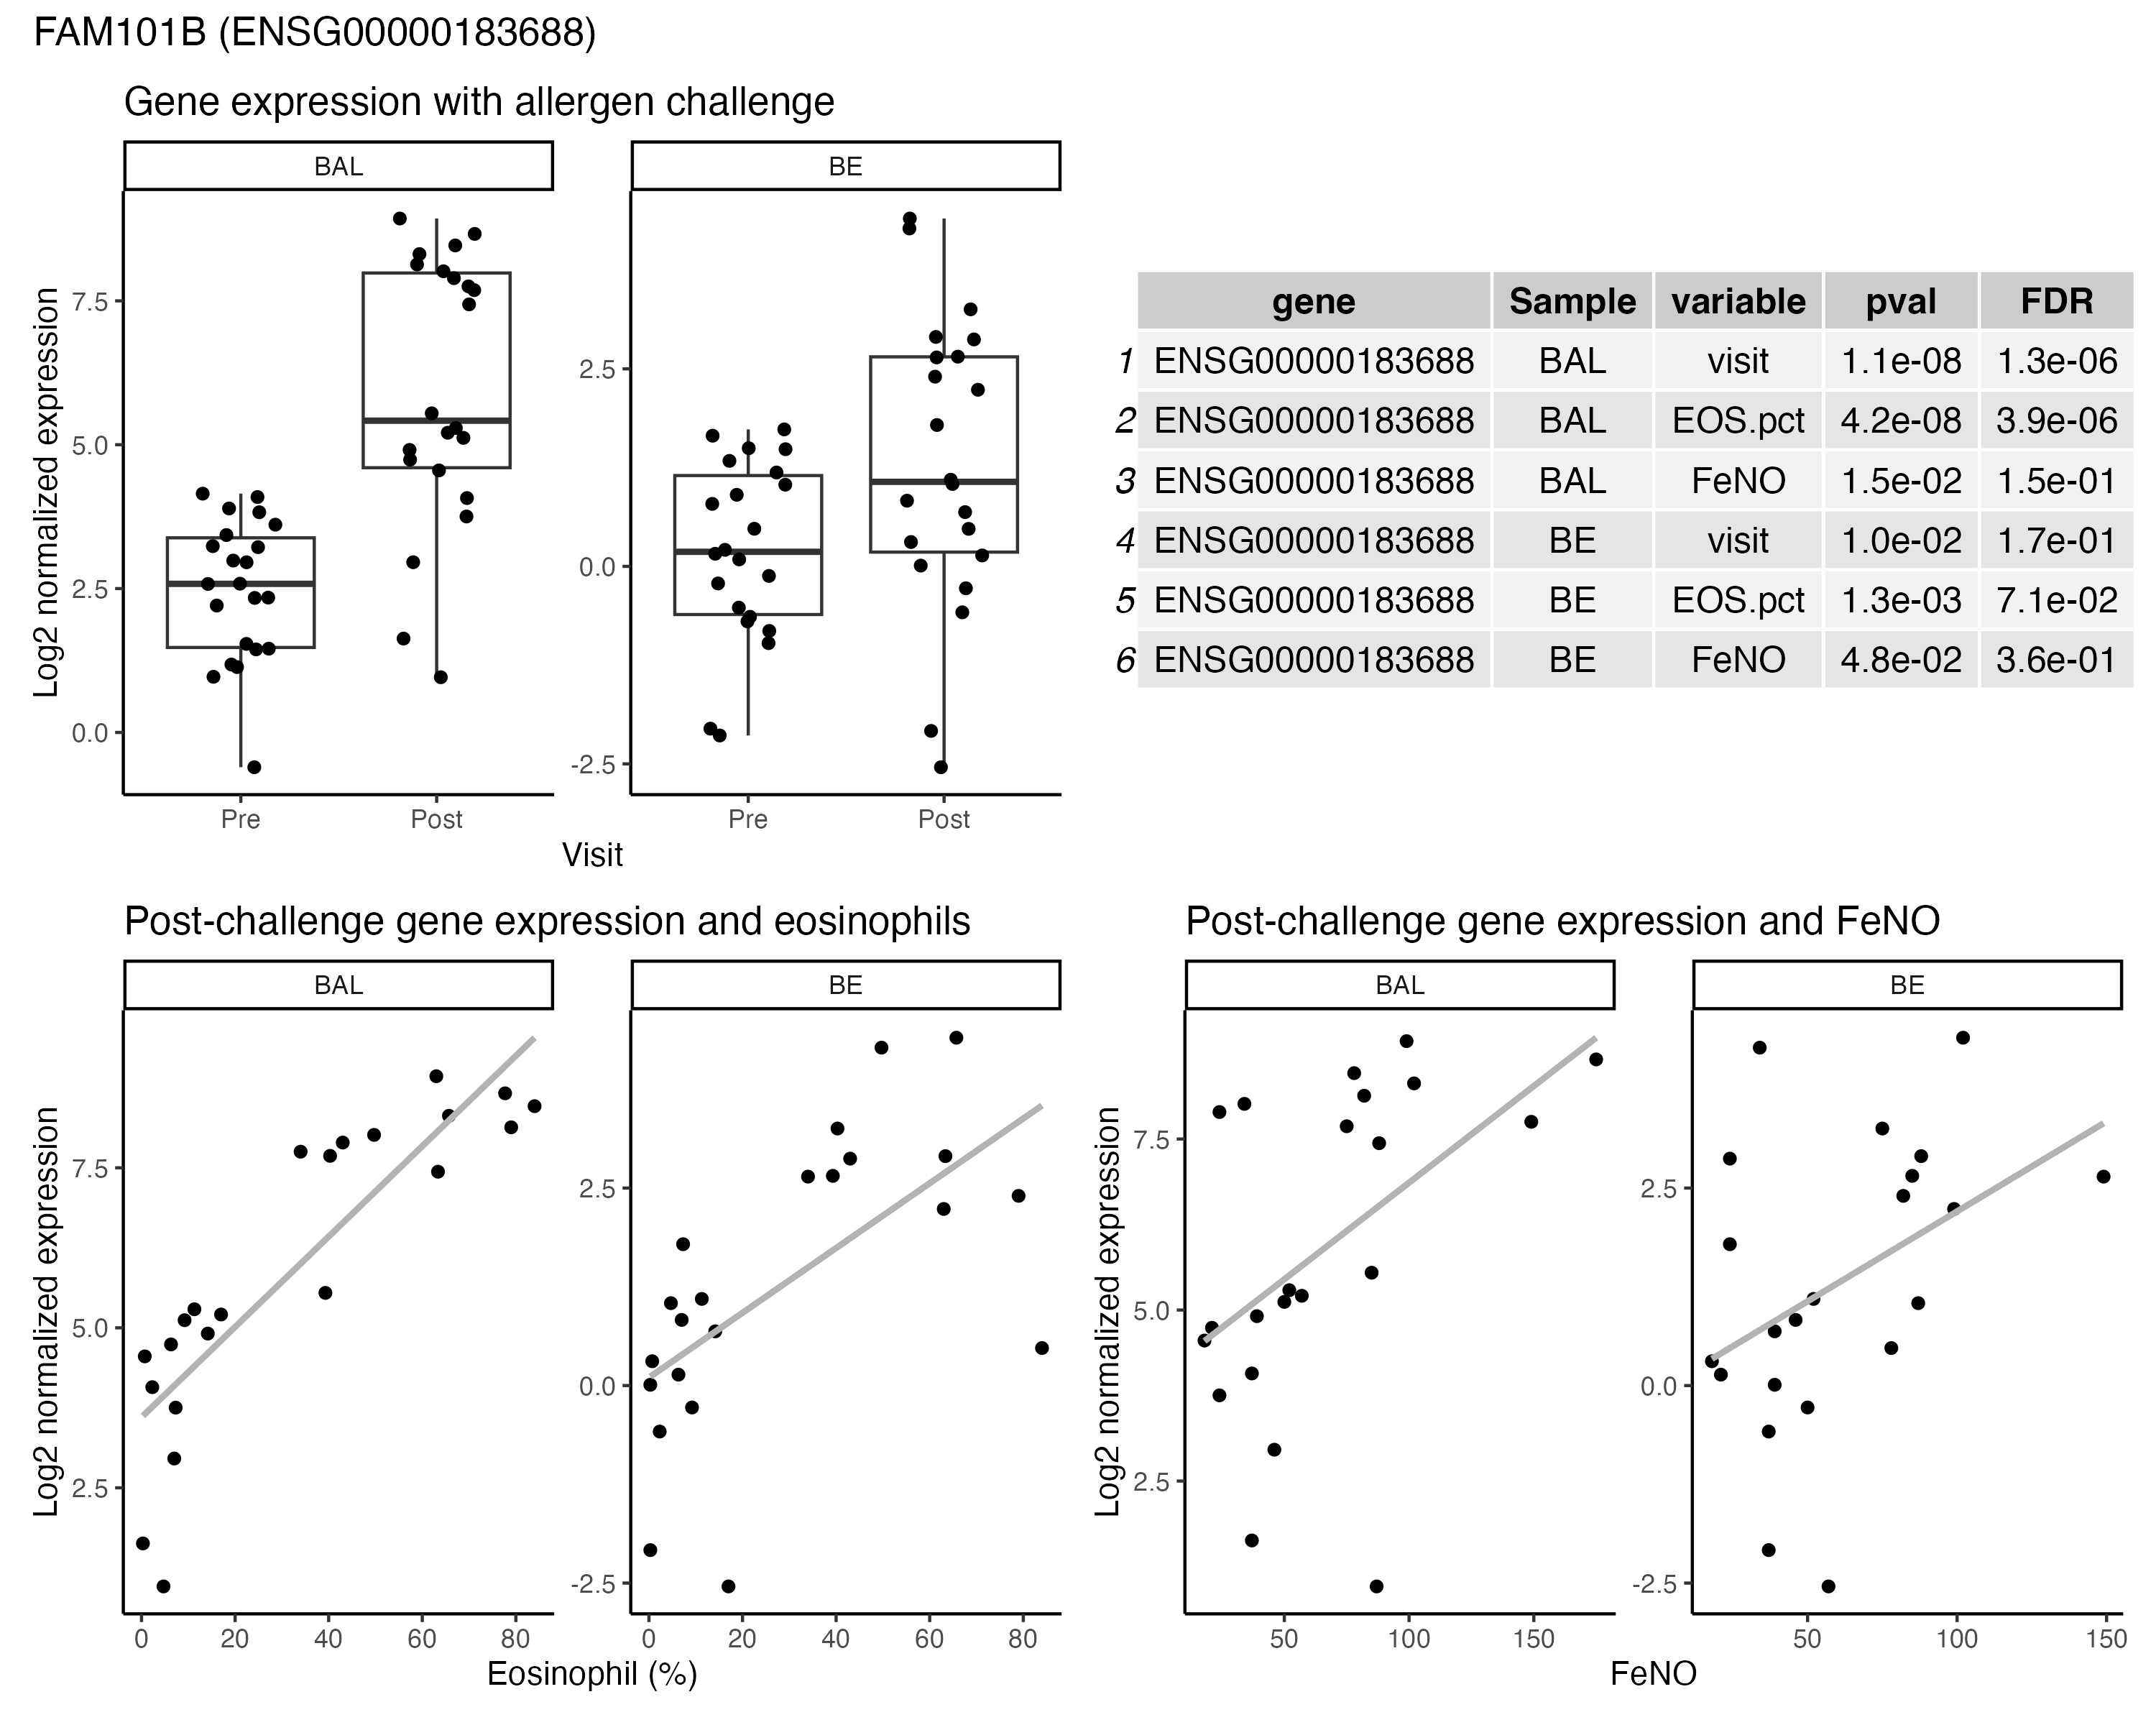 FAM101B (ENSG00000183688)
Gene expression with allergen challenge
BAL
BE
Log2 normalized expression
7.5
5.0
2.5
0.0
2.5
0.0
-2.5
Pre
Post
Pre
Post
Visit
gene Sample variable pval FDR
1 ENSG00000183688 BAL visit 1.1e-08 1.3e-06
2 ENSG00000183688 BAL EOS.pct 4.2e-08 3.9e-06
3 ENSG00000183688 BAL FeNO 1.5e-02 1.5e-01
4 ENSG00000183688 BE visit 1.0e-02 1.7e-01
5 ENSG00000183688 BE EOS.pct 1.3e-03 7.1e-02
6 ENSG00000183688 BE FeNO 4.8e-02 3.6e-01
Post-challenge gene expression and eosinophils
BAL
BE
Log2 normalized expression
7.5
5.0
2.5
2.5
0.0
-2.5
0 20 40 60 80
0 20 40 60 80
Eosinophil (%)
Post-challenge gene expression and FeNO
BAL
BE
Log2 normalized expression
7.5
5.0
2.5
2.5
0.0
-2.5
50 100 150
50 100 150
FeNO